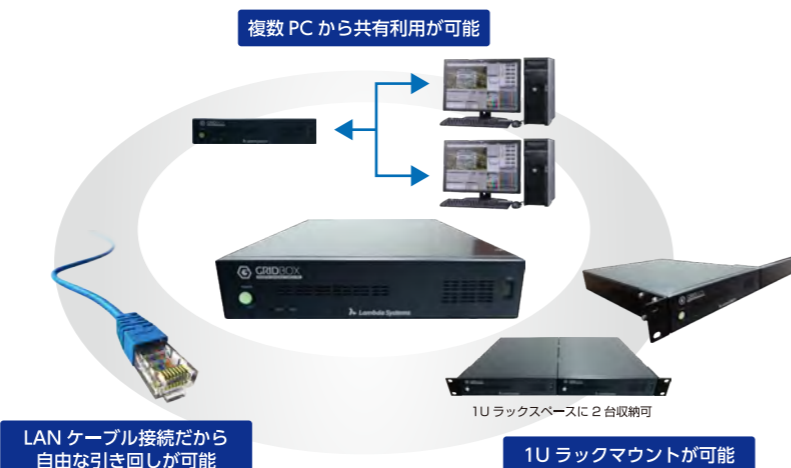 複数 PC から共有利用が可能
GRIDBOX
Lambda Systems
1U ラックスペースに 2 台収納可
LAN ケーブル接続だから
自由な引き回しが可能
1U ラックマウントが可能